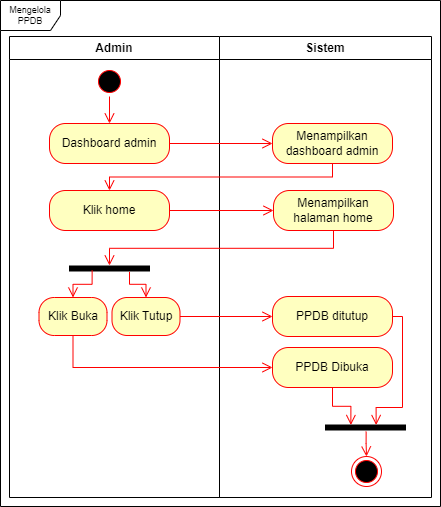 Mengelola
PPDB
Admin
Sistem
Dashboard admin
Menampilkan
dashboard admin
Klik home
Menampilkan
halaman home
Klik Buka
Klik Tutup
PPDB ditutup
PPDB Dibuka